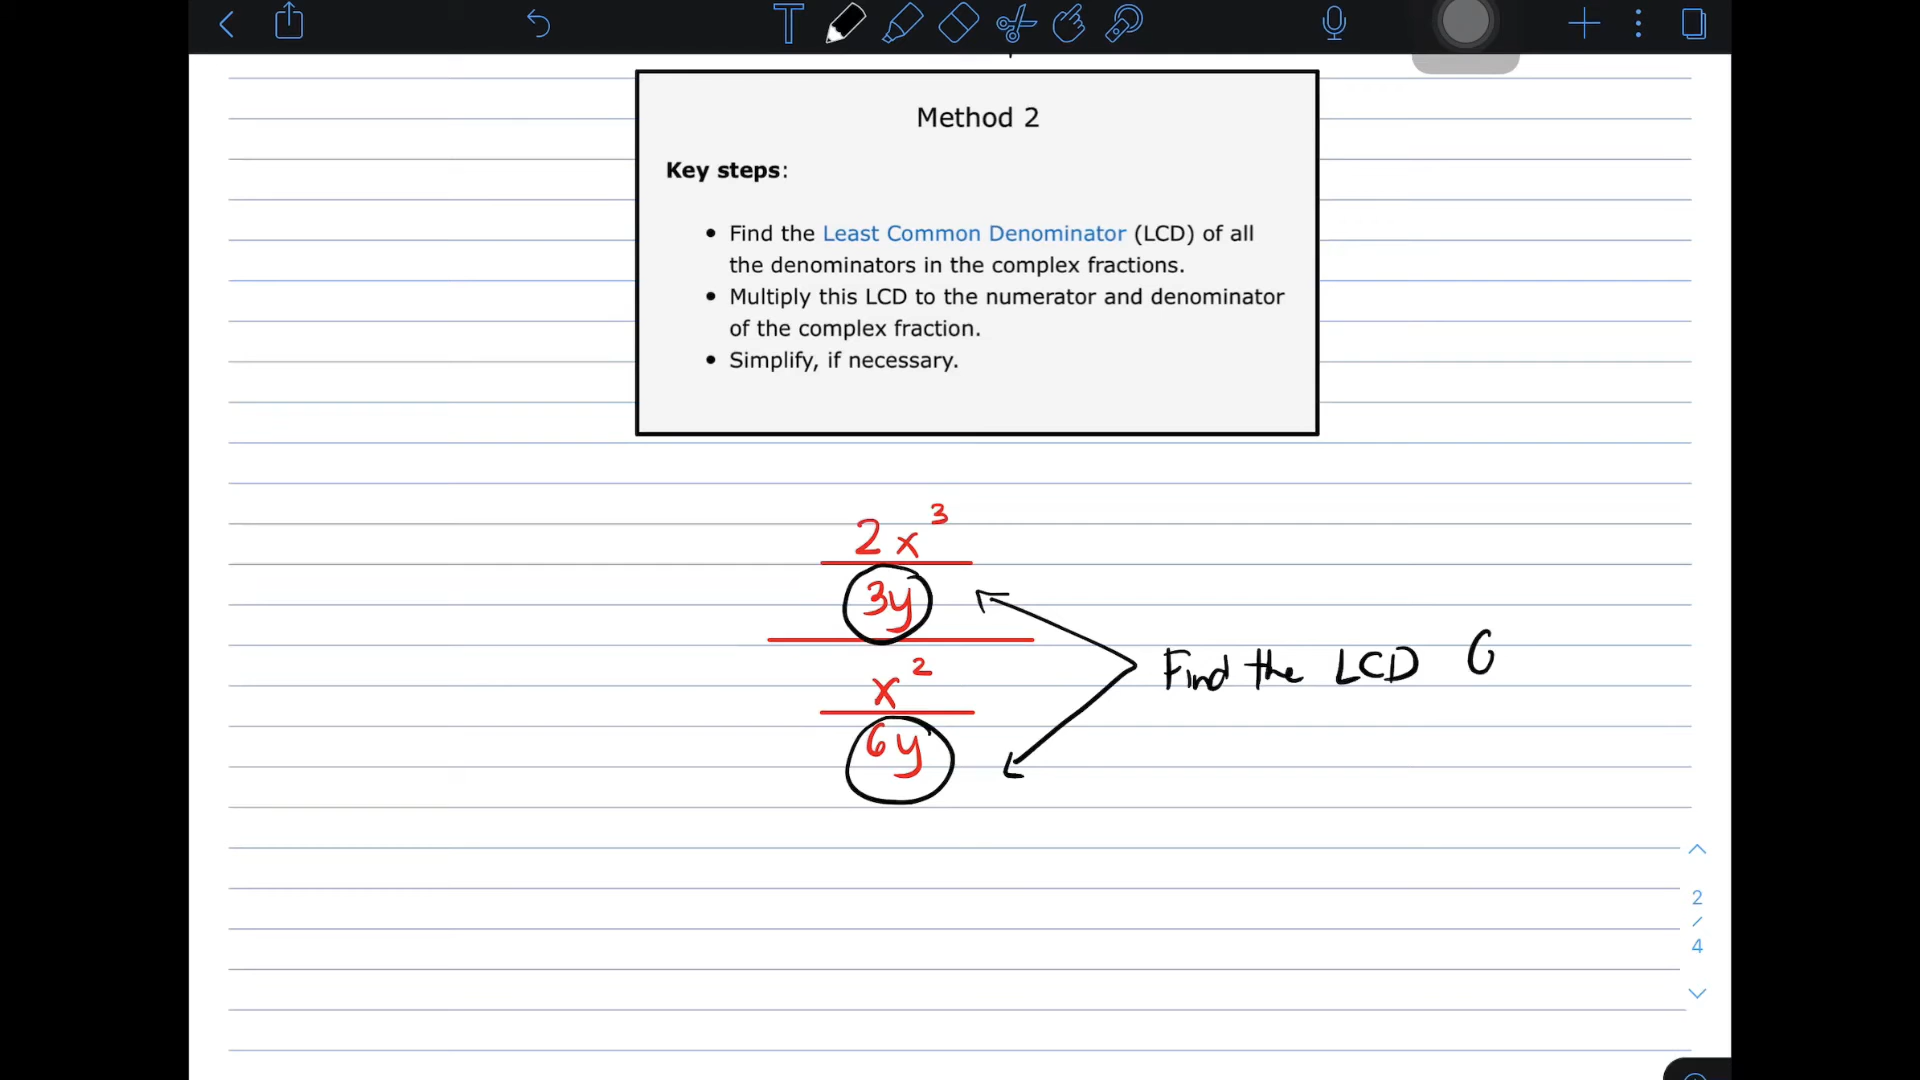 Method 2
Key steps:
• Find the Least Common Denominator (LCD) of all
the denominators in the complex fractions.
• Multiply this LCD to the numerator and denominator
of the complex fraction.
• Simplify, if necessary.
2x³
3y
Find the LCD
x²
6y
2
/
4